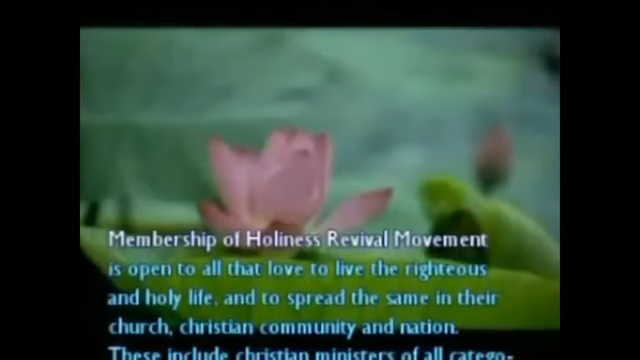 Membership of Holiness Revival Movement
is open to all that love to live the righteous
and holy life, and to spread the same in their
church, christian community and nation.
These include christian ministers of all catego-